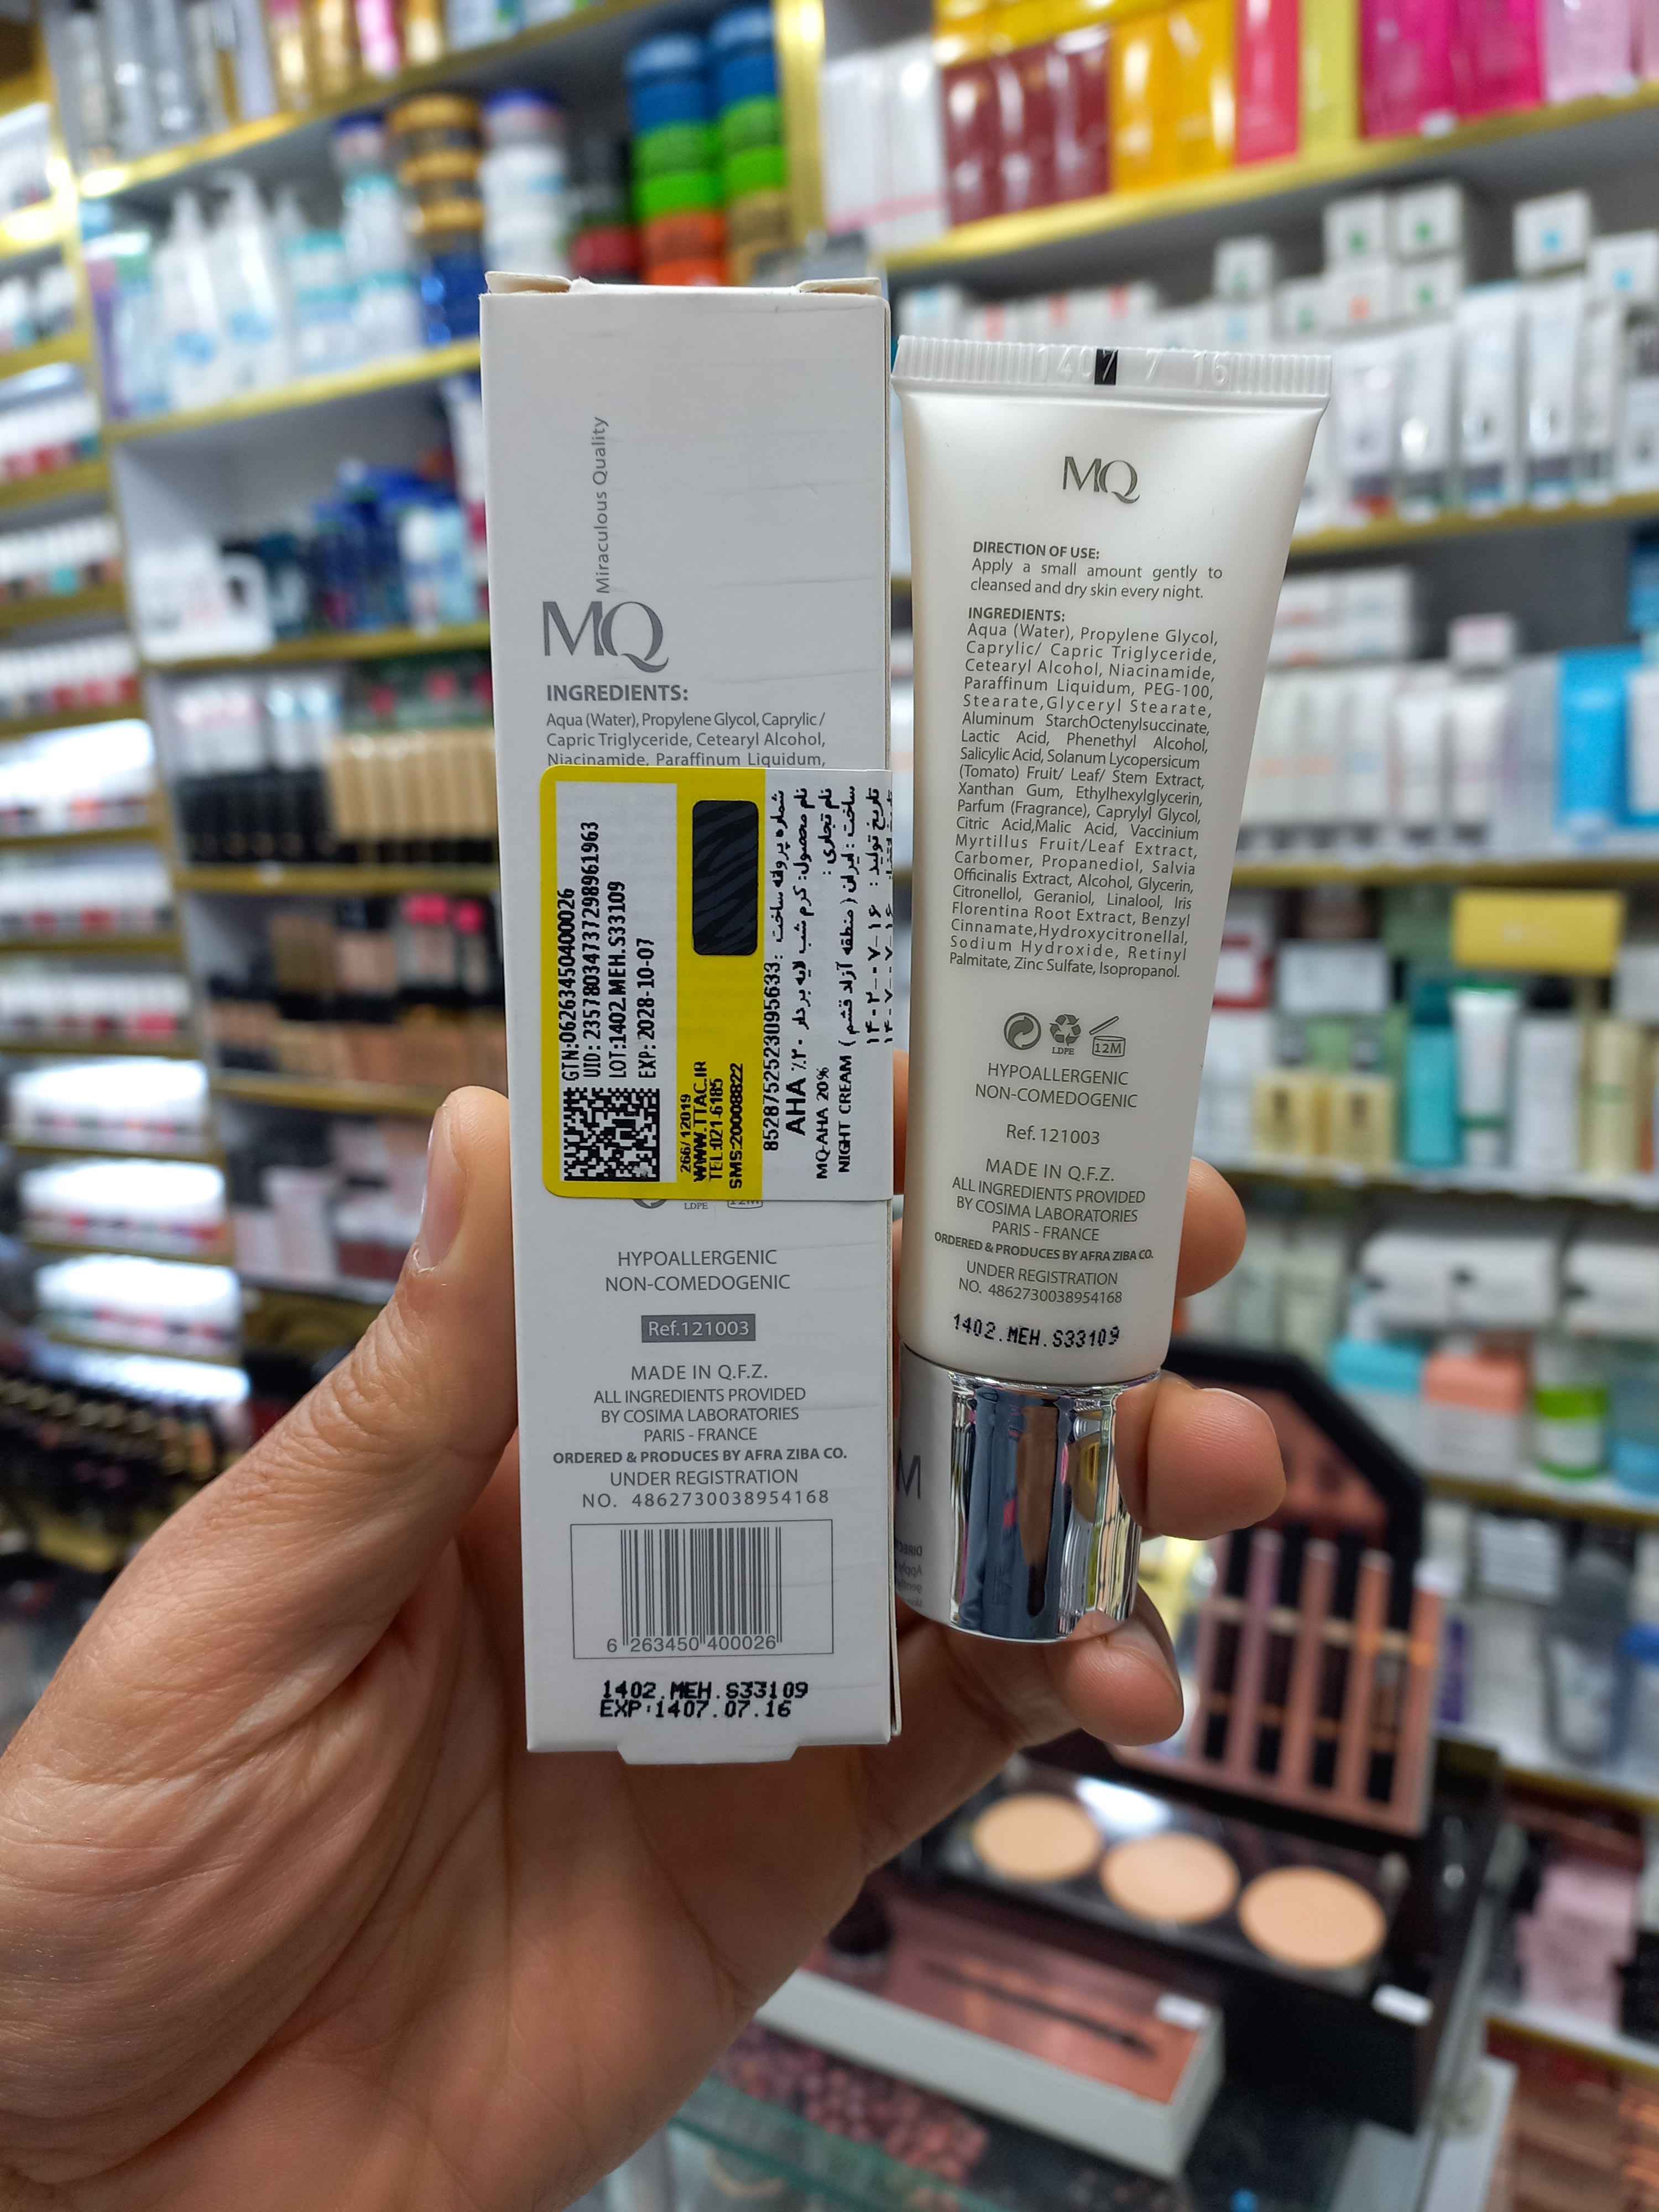 Miraculous Quality
MQ
INGREDIENTS:
Aqua (Water), Propylene Glycol, Caprylic /
Capric Triglyceride, Cetearyl Alcohol,
Niacinamide, Paraffinum Liquidum,
GTN:06263450400026
UID: 23578034737298961963
LOT:1402.MEH.S33109
EXP: 2028-10-07
266/12019
WWW.TTAC.IR
TEL:021-6185
SMS:20008822
شماره پروانه ساخت : 8528752523095633
نام محصول: کرم شب لایه بردار ۲۰٪ AHA
نام تجاری :
MQ-AHA 20%
NIGHT CREAM
ساخت : ایران ( منطقه آزاد قشم )
تاریخ تولید : ۱۴۰۲-۰۷-۱۶
LDPE
12M
HYPOALLERGENIC
NON-COMEDOGENIC
Ref.121003
MADE IN Q.F.Z.
ALL INGREDIENTS PROVIDED
BY COSIMA LABORATORIES
PARIS - FRANCE
ORDERED & PRODUCES BY AFRA ZIBA CO.
UNDER REGISTRATION
NO. 4862730038954168
6 263450 400026
1402.MEH.S33109
EXP:1407.07.16
1407 7 16
MQ
DIRECTION OF USE:
Apply a small amount gently to
cleansed and dry skin every night.
INGREDIENTS:
Aqua (Water), Propylene Glycol,
Caprylic/ Capric Triglyceride,
Cetearyl Alcohol, Niacinamide,
Paraffinum Liquidum, PEG-100,
Stearate,Glyceryl Stearate,
Aluminum StarchOctenylsuccinate,
Lactic Acid, Phenethyl Alcohol,
Salicylic Acid, Solanum Lycopersicum
(Tomato) Fruit/ Leaf/ Stem Extract,
Xanthan Gum, Ethylhexylglycerin,
Parfum (Fragrance), Caprylyl Glycol,
Citric Acid,Malic Acid, Vaccinium
Myrtillus Fruit/Leaf Extract,
Carbomer, Propanediol, Salvia
Officinalis Extract, Alcohol, Glycerin,
Citronellol, Geraniol, Linalool, Iris
Florentina Root Extract, Benzyl
Cinnamate,Hydroxycitronellal,
Sodium Hydroxide, Retinyl
Palmitate, Zinc Sulfate, Isopropanol.
LDPE
12M
HYPOALLERGENIC
NON-COMEDOGENIC
Ref. 121003
MADE IN Q.F.Z.
ALL INGREDIENTS PROVIDED
BY COSIMA LABORATORIES
PARIS - FRANCE
ORDERED & PRODUCES BY AFRA ZIBA CO.
UNDER REGISTRATION
NO. 4862730038954168
1402.MEH.S33109